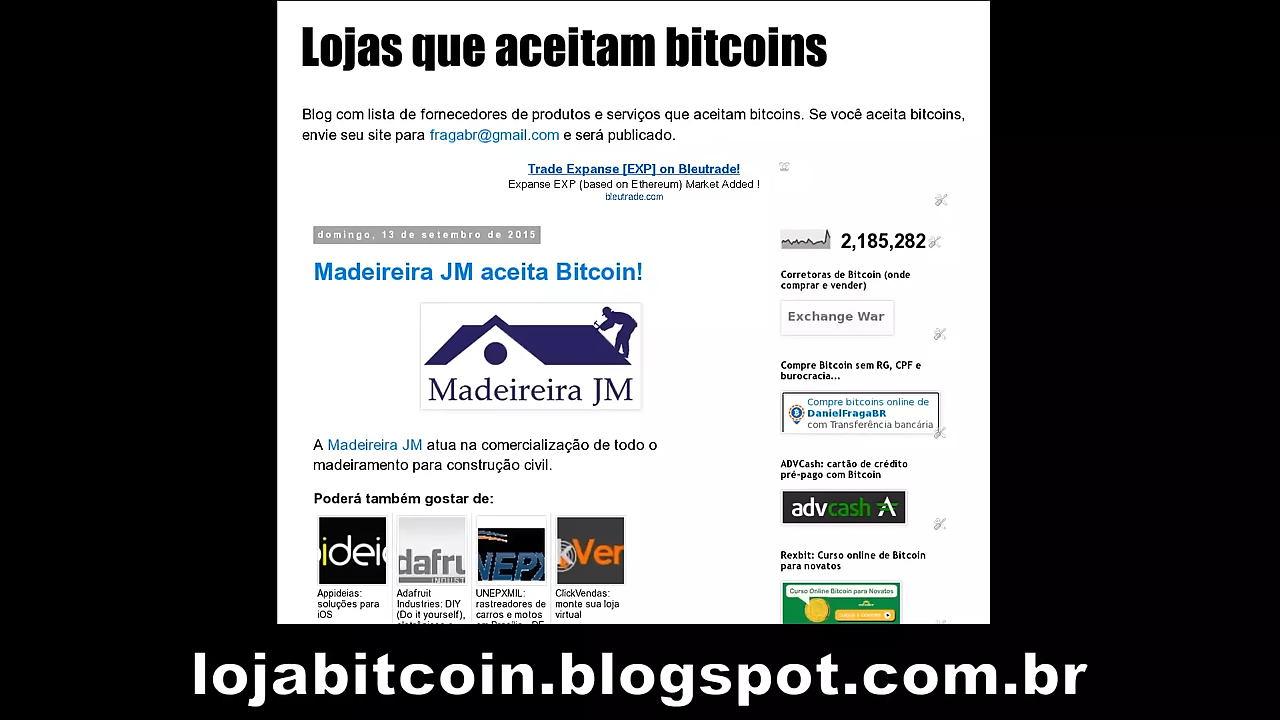 Lojas que aceitam bitcoins
Blog com lista de fornecedores de produtos e serviços que aceitam bitcoins. Se você aceita bitcoins,
envie seu site para fragabr@gmail.com e será publicado.
Trade Expanse [EXP] on Bleutrade!
Expanse EXP (based on Ethereum) Market Added !
bleutrade.com
domingo, 13 de setembro de 2015
Madeireira JM aceita Bitcoin!
Madeireira JM
A Madeireira JM atua na comercialização de todo o
madeiramento para construção civil.
Poderá também gostar de:
ideic
dafru
INDUST
NEPX
Ver
Appideias:
soluções para
iOS
Adafruit
Industries: DIY
(Do it yourself),
UNEPXMIL:
rastreadores de
carros e motos
ClickVendas:
monte sua loja
virtual
2,185,282
Corretoras de Bitcoin (onde
comprar e vender)
Exchange War
Compre Bitcoin sem RG, CPF e
burocracia...
Compre bitcoins online de
DanielFragaBR
com Transferência bancária
ADVCash: cartão de crédito
pré-pago com Bitcoin
advcash
Rexbit: Curso online de Bitcoin
para novatos
Curso Online Bitcoin para Novatos
lojabitcoin.blogspot.com.br